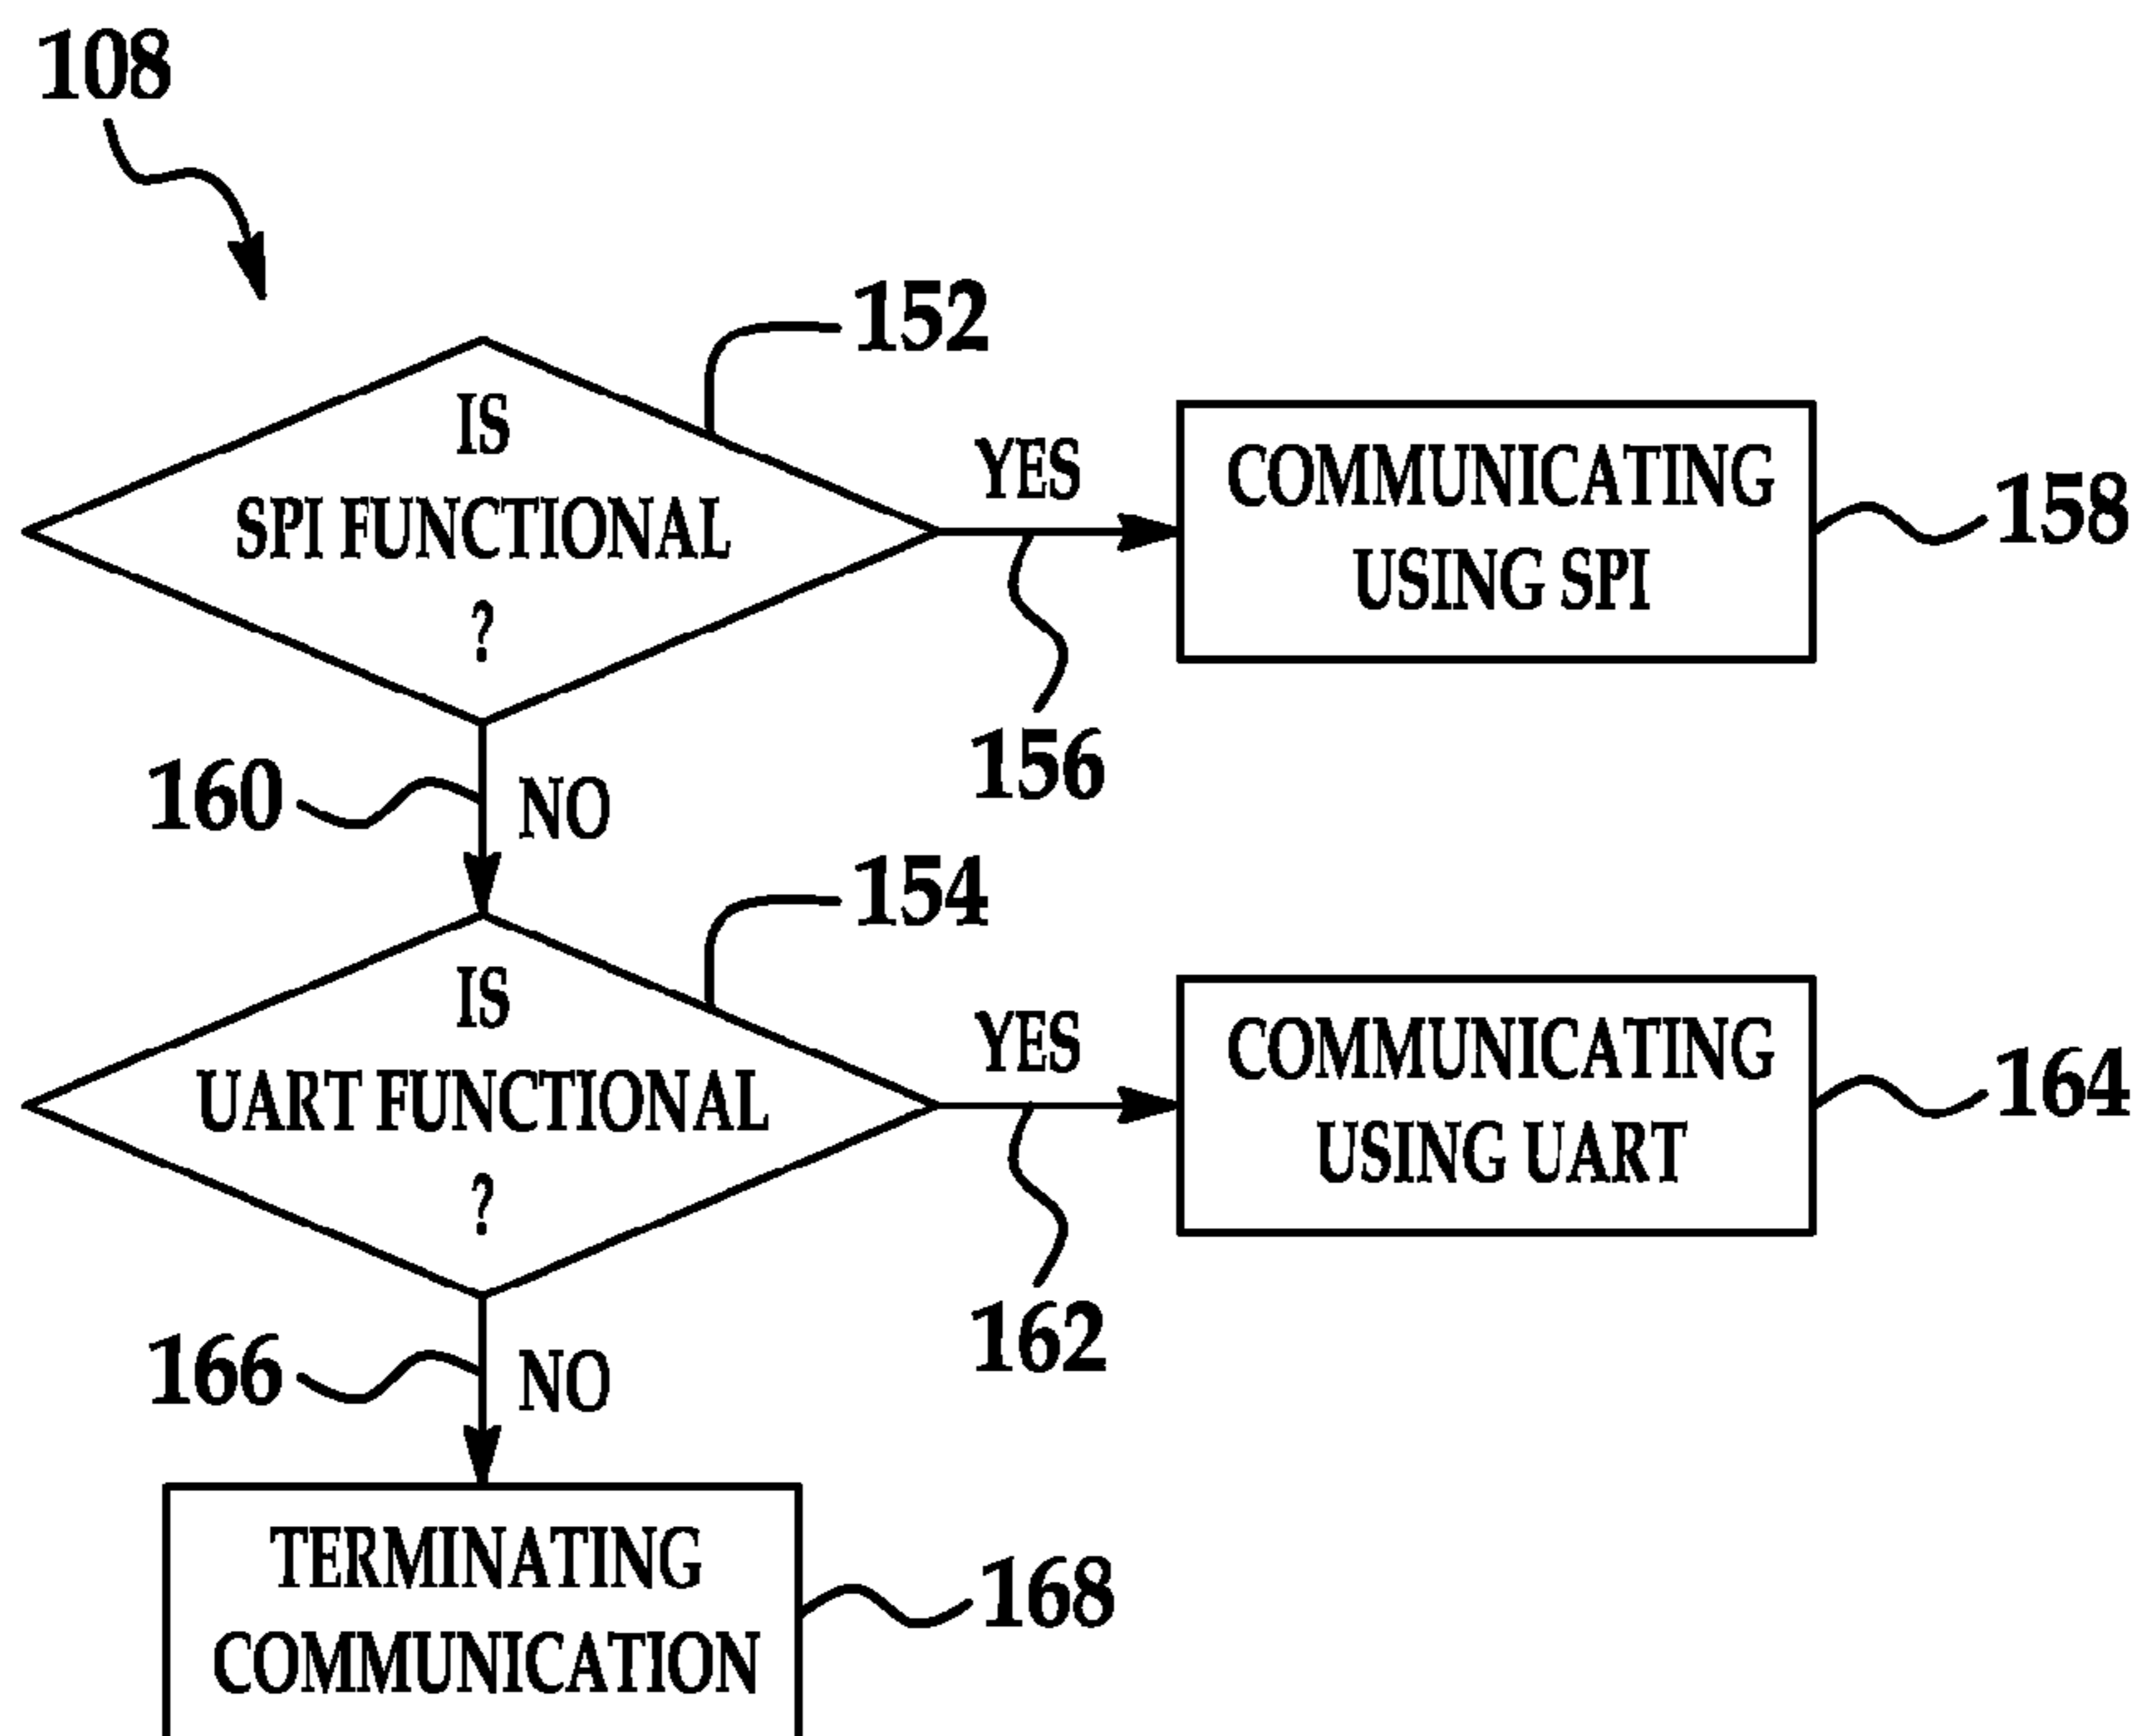 108
152
IS
SPI FUNCTIONAL
?
YES
COMMUNICATING
USING SPI
158
156
160
NO
154
IS
UART FUNCTIONAL
?
YES
COMMUNICATING
USING UART
164
162
166
NO
TERMINATING
COMMUNICATION
168